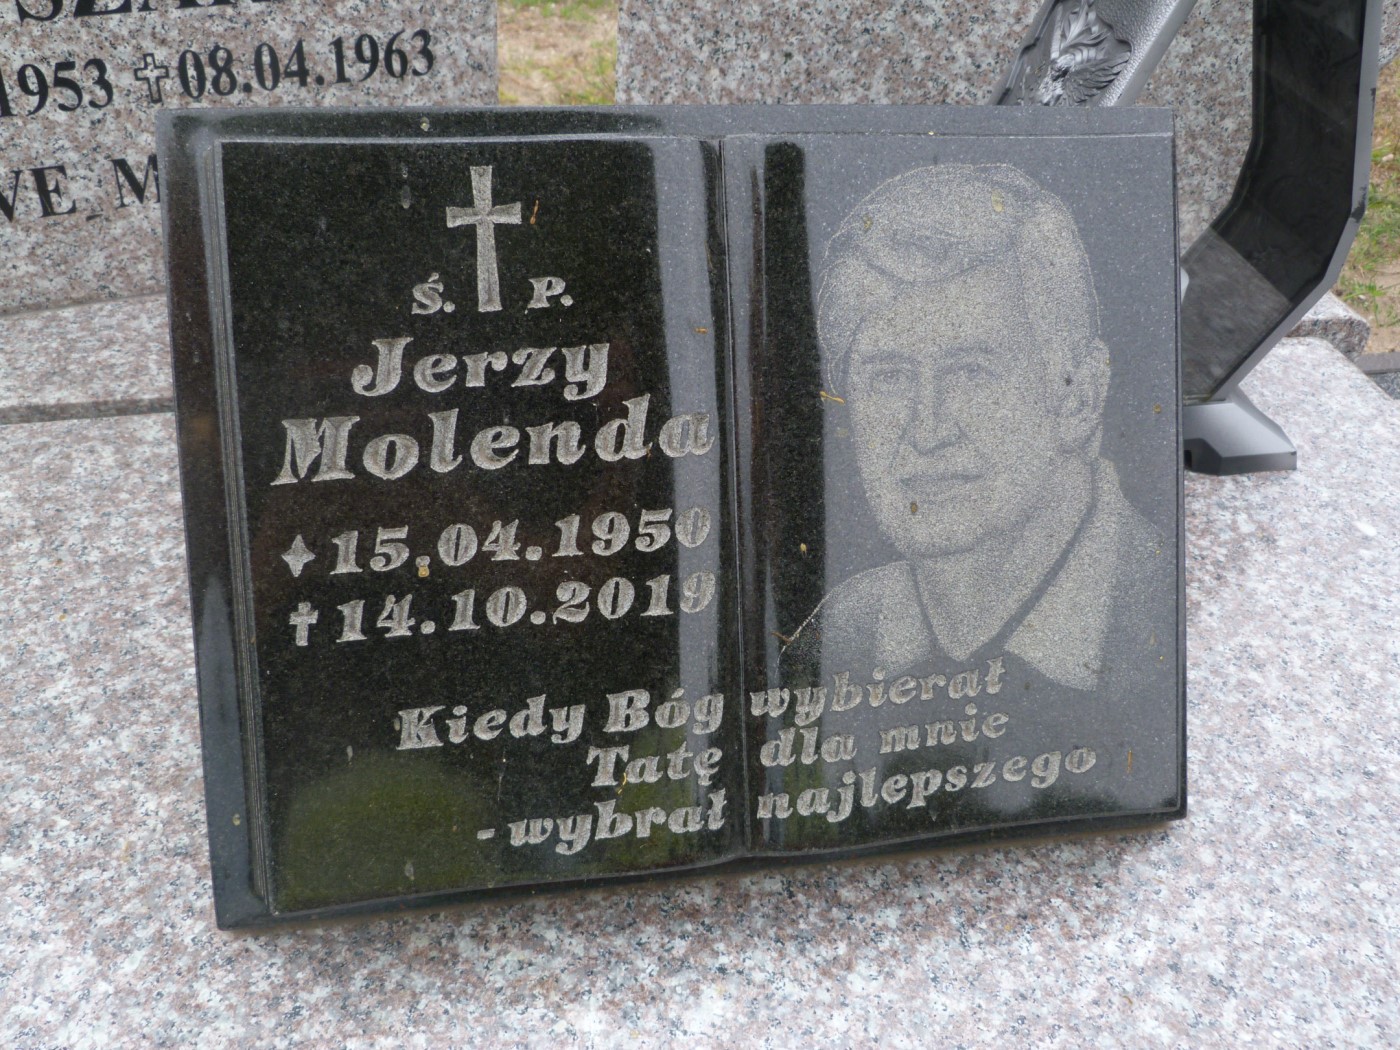 1953 ✝ 08.04.1963
Ś. P.
Jerzy
Molenda
✦ 15.04.1950
✝ 14.10.2019
Kiedy Bóg wybierał
Tatę dla mnie
- wybrał najlepszego